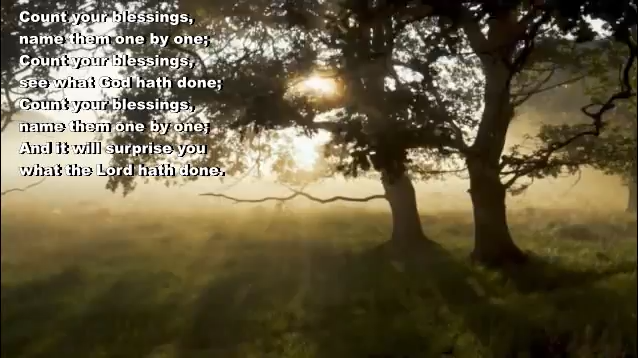 Count your blessings,
name them one by one;
Count your blessings,
see what God hath done;
Count your blessings,
name them one by one;
And it will surprise you
what the Lord hath done.